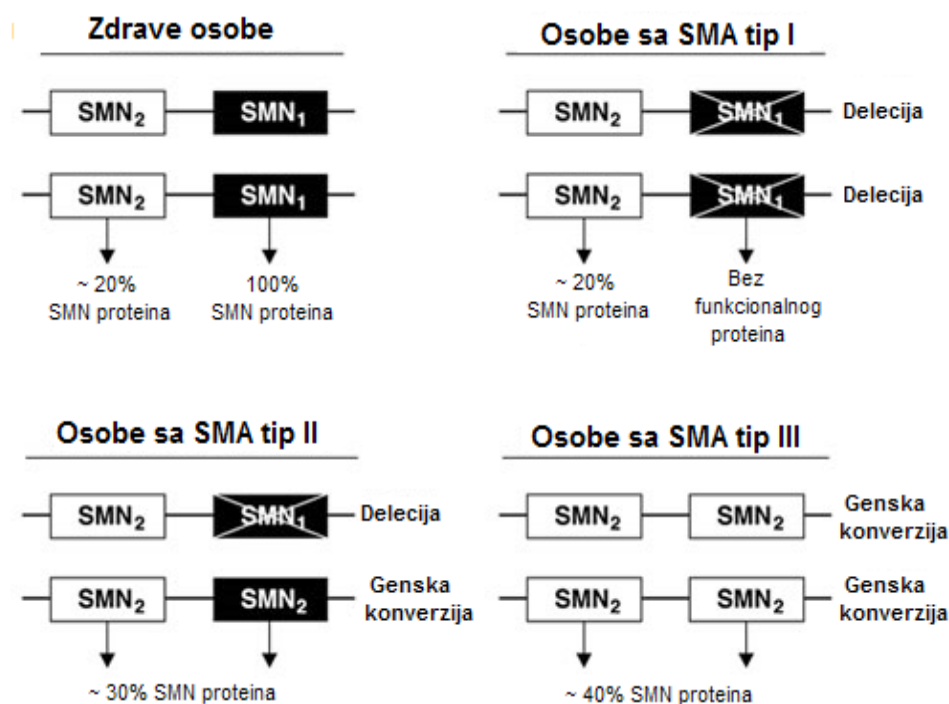 Zdrave osobe
SMN2 SMN1
SMN2 SMN1
~ 20%
SMN proteina
100%
SMN proteina
Osobe sa SMA tip I
SMN2 SMN1 Delecija
SMN2 SMN1 Delecija
~ 20%
SMN proteina
Bez
funkcionalnog
proteina
Osobe sa SMA tip II
SMN2 SMN1 Delecija
SMN2 SMN2 Genska
konverzija
~ 30% SMN proteina
Osobe sa SMA tip III
SMN2 SMN2 Genska
konverzija
SMN2 SMN2 Genska
konverzija
~ 40% SMN proteina